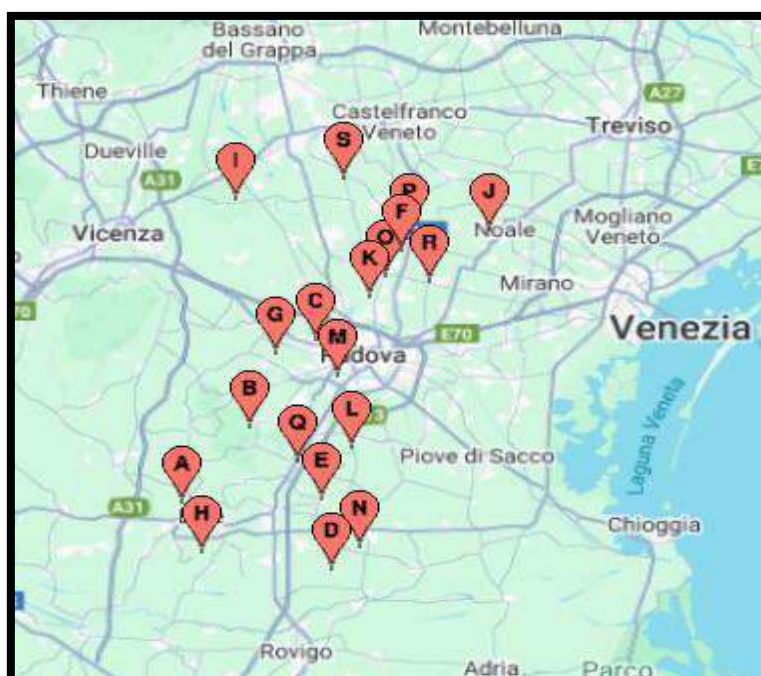 Bassano
del Grappa
Montebelluna
Thiene
A27
Castelfranco
Veneto
Treviso
Dueville
S
I
A31
P
J
F
Vicenza
Noale
Mogliano
Veneto
O
R
K
Mirano
C
G
E70
Venezia
M
Padova
B
L
Q
Laguna Veneta
E
Piove di Sacco
A
A31
H
N
D
Chioggia
Rovigo
Adria
Parco